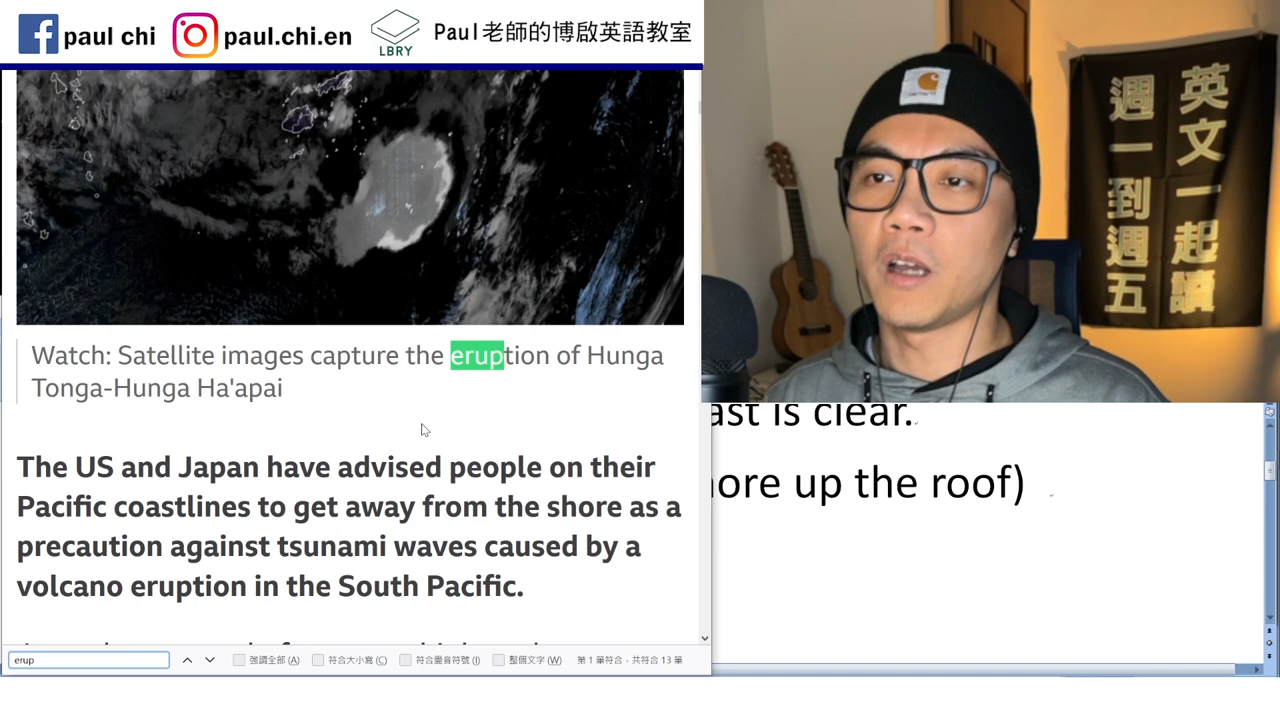 paul chi
paul.chi.en
LBRY
Paul老師的博啟英語教室
Watch: Satellite images capture the eruption of Hunga
Tonga-Hunga Ha'apai
The US and Japan have advised people on their
Pacific coastlines to get away from the shore as a
precaution against tsunami waves caused by a
volcano eruption in the South Pacific.
erup
強調全部 (A)
符合大小寫 (C)
符合變音符號 (I)
整個文字 (W)
第 1 筆符合，共符合 13 筆
英文一起讀
週一到週五
ast is clear.
ore up the roof)